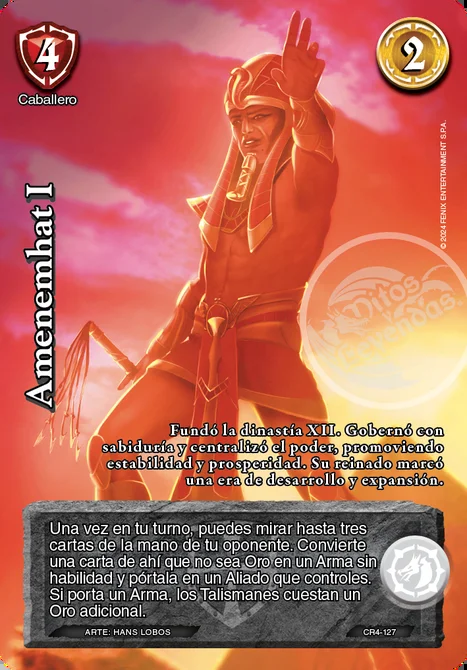 4
2
Caballero
© 2024 FENIX ENTERTAINMENT S.P.A.
Amenemhat I
Mitos y
Leyendas
Fundó la dinastía XII. Gobernó con
sabiduría y centralizó el poder, promoviendo
estabilidad y prosperidad. Su reinado marcó
una era de desarrollo y expansión.
Una vez en tu turno, puedes mirar hasta tres
cartas de la mano de tu oponente. Convierte
una carta de ahí que no sea Oro en un Arma sin
habilidad y pórtala en un Aliado que controles.
Si porta un Arma, los Talismanes cuestan un
Oro adicional.
ARTE: HANS LOBOS
CR4-127